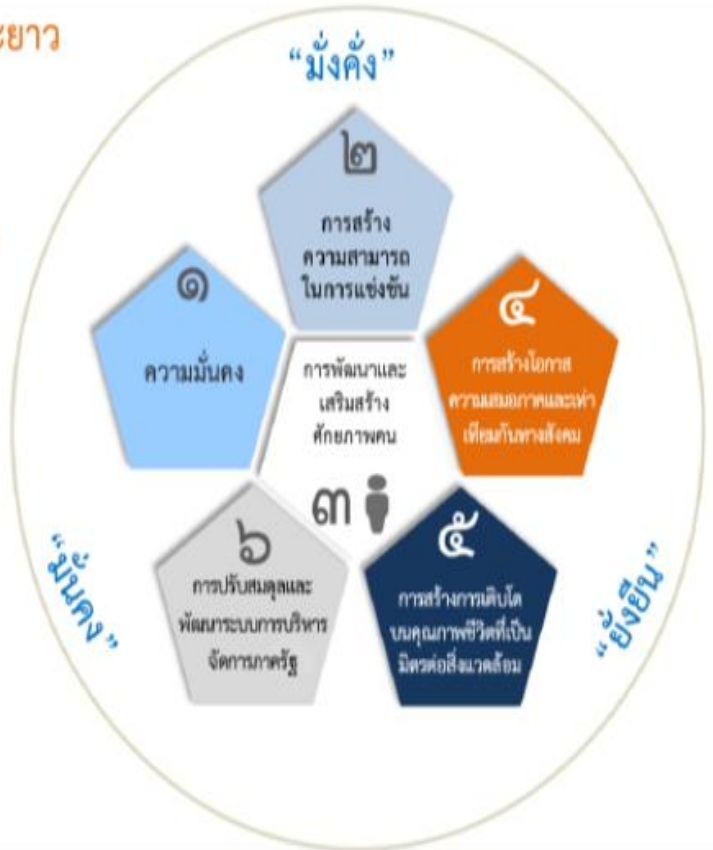 ะยาว
“มั่งคั่ง”
๒
การสร้าง
ความสามารถ
ในการแข่งขัน
๑
ความมั่นคง
การพัฒนาและ
เสริมสร้าง
ศักยภาพคน
๓
๔
การสร้างโอกาส
ความเสมอภาคและเท่า
เทียมกันทางสังคม
๖
การปรับสมดุลและ
พัฒนาระบบการบริหาร
จัดการภาครัฐ
๕
การสร้างการเติบโต
บนคุณภาพชีวิตที่เป็น
มิตรต่อสิ่งแวดล้อม
“มั่นคง”
“ยั่งยืน”